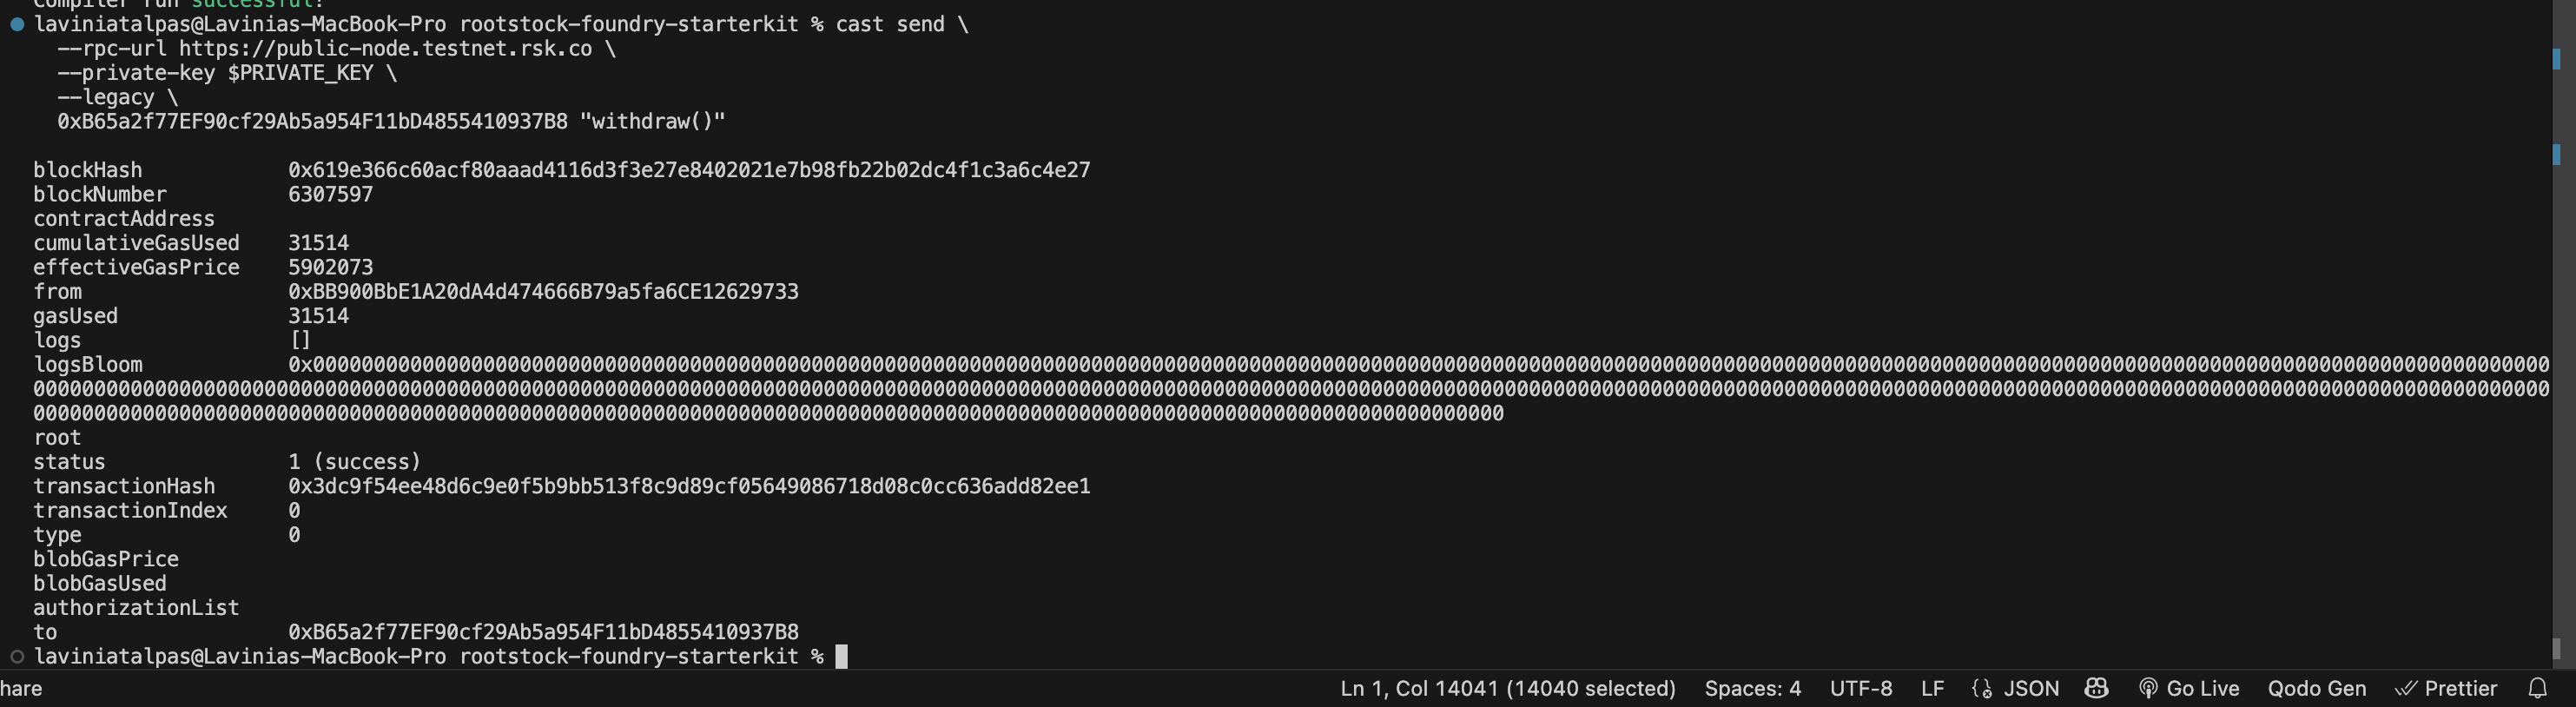 compiler run successful!
laviniatalpas@Lavinias-MacBook-Pro rootstock-foundry-starterkit % cast send \
--rpc-url https://public-node.testnet.rsk.co \
--private-key $PRIVATE_KEY \
--legacy \
0xB65a2f77EF90cf29Ab5a954F11bD4855410937B8 "withdraw()"
blockHash 0x619e366c60acf80aaad4116d3f3e27e8402021e7b98fb22b02dc4f1c3a6c4e27
blockNumber 6307597
contractAddress
cumulativeGasUsed 31514
effectiveGasPrice 5902073
from 0xBB900BbE1A20dA4d474666B79a5fa6CE12629733
gasUsed 31514
logs []
logsBloom
root
status 1 (success)
transactionHash 0x3dc9f54ee48d6c9e0f5b9bb513f8c9d89cf05649086718d08c0cc636add82ee1
transactionIndex 0
type 0
blobGasPrice
blobGasUsed
authorizationList
to 0xB65a2f77EF90cf29Ab5a954F11bD4855410937B8
laviniatalpas@Lavinias-MacBook-Pro rootstock-foundry-starterkit %
hare Ln 1, Col 14041 (14040 selected) Spaces: 4 UTF-8 LF JSON Go Live Qodo Gen Prettier